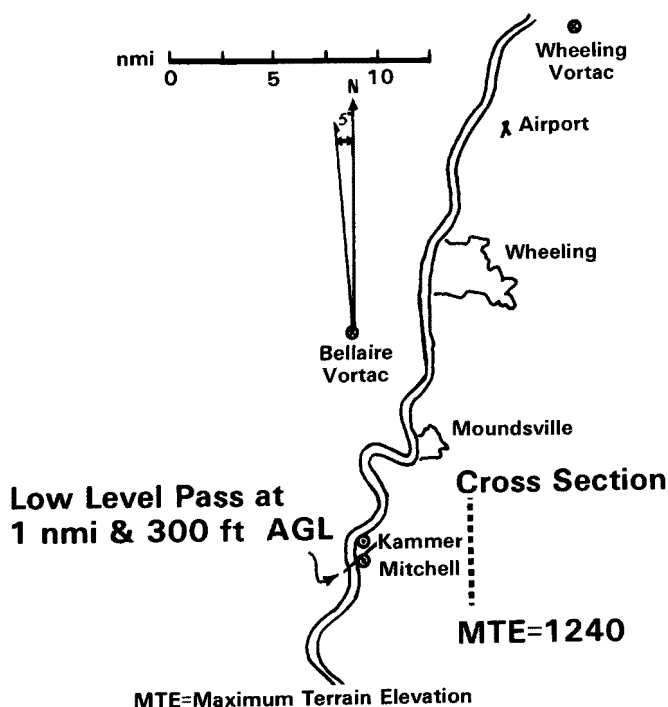 nmi
0 5 10
N
5°
Wheeling
Vortac
Airport
Wheeling
Bellaire
Vortac
Moundsville
Cross Section
Low Level Pass at
1 nmi & 300 ft AGL
Kammer
Mitchell
MTE=1240
MTE=Maximum Terrain Elevation